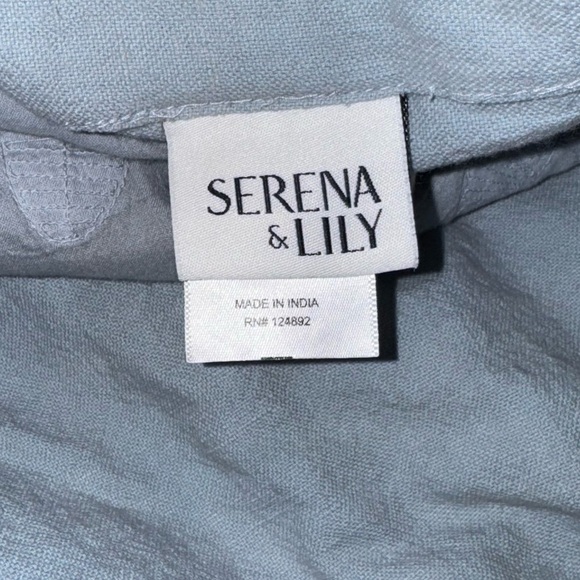 SERENA
& LILY
MADE IN INDIA
RN# 124892